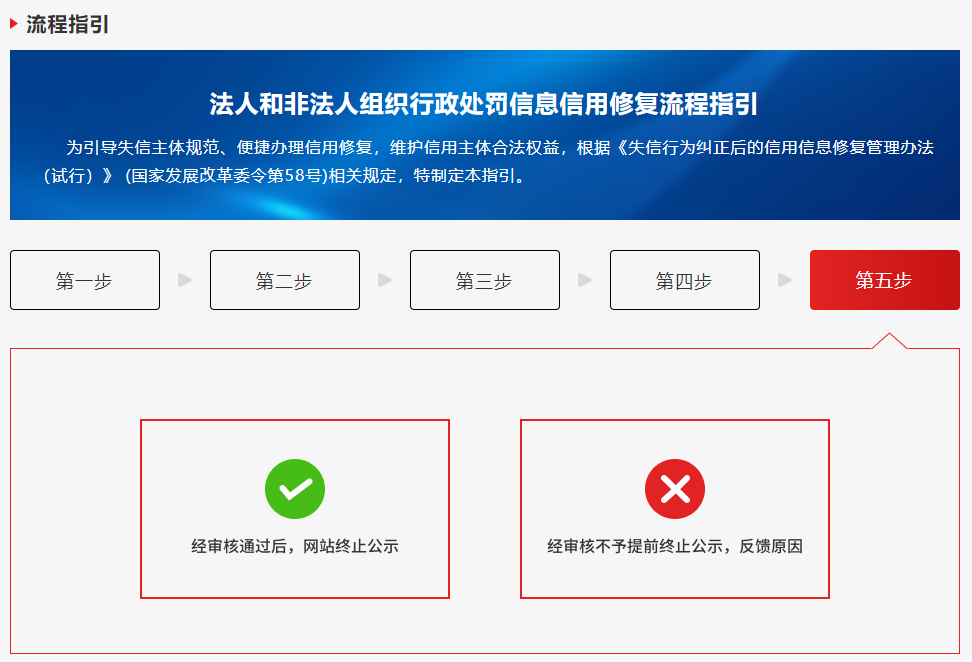 流程指引
法人和非法人组织行政处罚信息信用修复流程指引
为引导失信主体规范、便捷办理信用修复，维护信用主体合法权益，根据《失信行为纠正后的信用信息修复管理办法
（试行）》 (国家发展改革委令第58号)相关规定，特制定本指引。
第一步
第二步
第三步
第四步
第五步
经审核通过后，网站终止公示
经审核不予提前终止公示，反馈原因